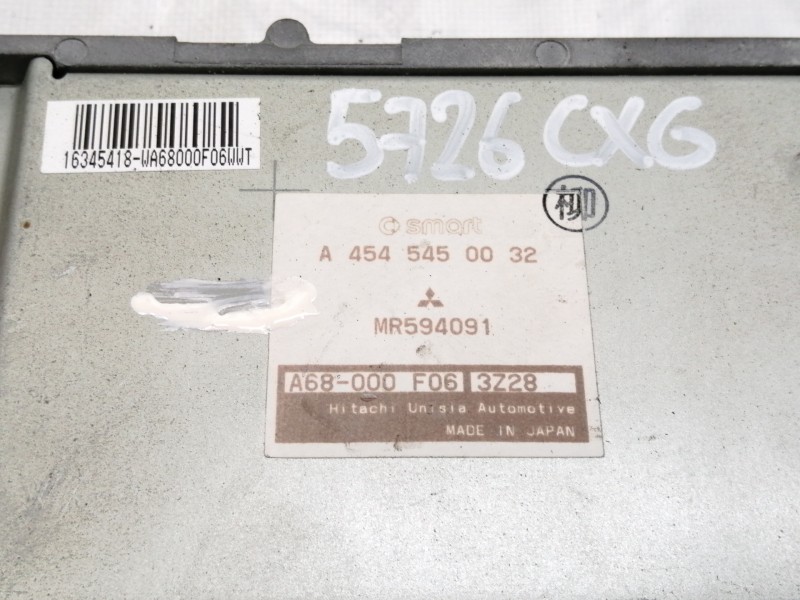 5726 CXG
16345418-WA68000F06WWT
柳
smart
A 454 545 00 32
MR594091
A68-000 F06 3Z28
Hitachi Unisia Automotive
MADE IN JAPAN